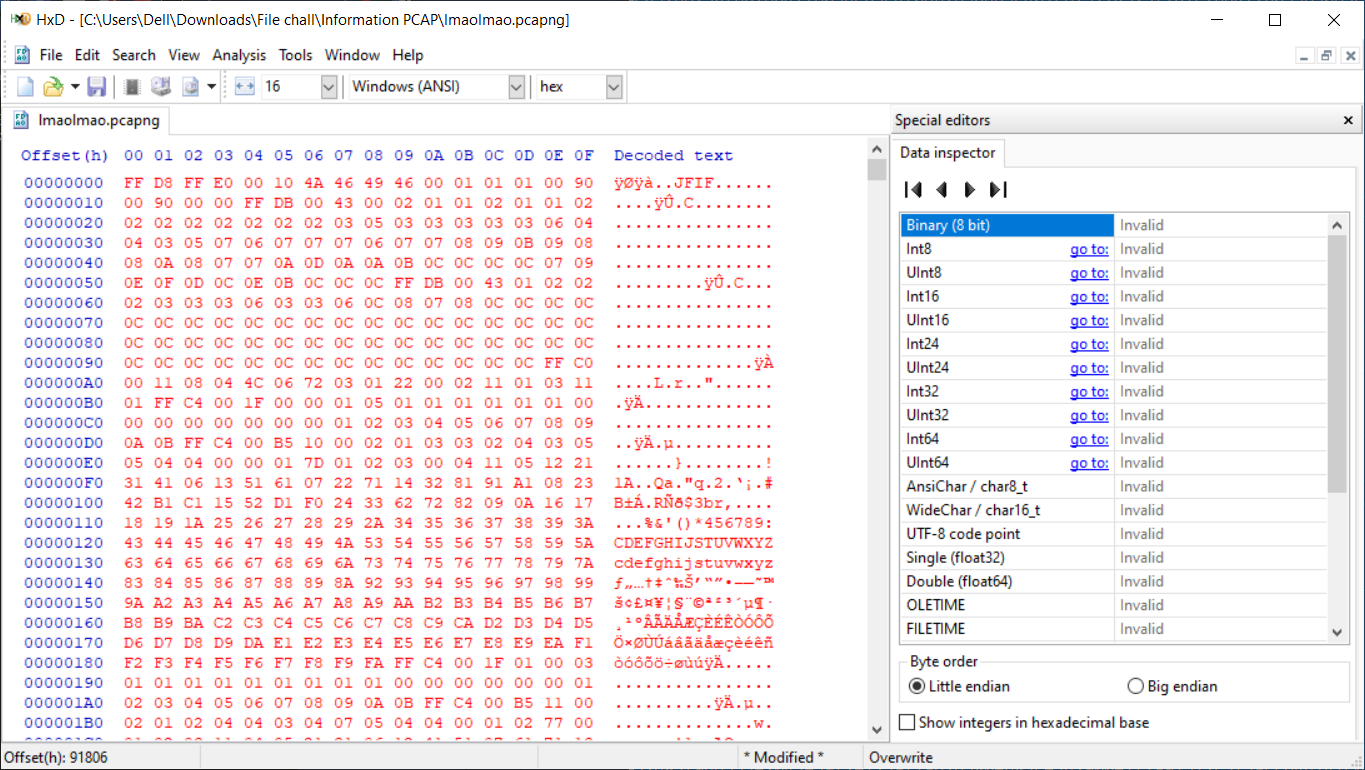 HxD - [C:\Users\Dell\Downloads\File chall\Information PCAP\lmaolmao.pcapng]
File Edit Search View Analysis Tools Window Help
16 Windows (ANSI) hex
lmaolmao.pcapng
Offset(h) 00 01 02 03 04 05 06 07 08 09 0A 0B 0C 0D 0E 0F Decoded text
00000000 FF D8 FF E0 00 10 4A 46 49 46 00 01 01 01 00 90 ÿØÿà..JFIF......
00000010 00 90 00 00 FF DB 00 43 00 02 01 01 02 01 01 02 ....ÿÛ.C........
00000020 02 02 02 02 02 02 02 03 05 03 03 03 03 03 06 04 ................
00000030 04 03 05 07 06 07 07 07 06 07 07 08 09 0B 09 08 ................
00000040 08 0A 08 07 07 0A 0D 0A 0A 0B 0C 0C 0C 0C 07 09 ................
00000050 0E 0F 0D 0C 0E 0B 0C 0C 0C FF DB 00 43 01 02 02 .........ÿÛ.C...
00000060 02 03 03 03 06 03 03 06 0C 08 07 08 0C 0C 0C 0C ................
00000070 0C 0C 0C 0C 0C 0C 0C 0C 0C 0C 0C 0C 0C 0C 0C 0C ................
00000080 0C 0C 0C 0C 0C 0C 0C 0C 0C 0C 0C 0C 0C 0C 0C 0C ................
00000090 0C 0C 0C 0C 0C 0C 0C 0C 0C 0C 0C 0C 0C 0C FF C0 ..............ÿÀ
000000A0 00 11 08 04 4C 06 72 03 01 22 00 02 11 01 03 11 ....L.r.."......
000000B0 01 FF C4 00 1F 00 00 01 05 01 01 01 01 01 01 00 .ÿÄ.............
000000C0 00 00 00 00 00 00 00 01 02 03 04 05 06 07 08 09 ................
000000D0 0A 0B FF C4 00 B5 10 00 02 01 03 03 02 04 03 05 ..ÿÄ.µ..........
000000E0 05 04 04 00 00 01 7D 01 02 03 00 04 11 05 12 21 ......}........!
000000F0 31 41 06 13 51 61 07 22 71 14 32 81 91 A1 08 23 1A..Qa."q.2.‘¡.#
00000100 42 B1 C1 15 52 D1 F0 24 33 62 72 82 09 0A 16 17 B±Á.RÑð$3br‚....
00000110 18 19 1A 25 26 27 28 29 2A 34 35 36 37 38 39 3A ...%&'()*456789:
00000120 43 44 45 46 47 48 49 4A 53 54 55 56 57 58 59 5A CDEFGHIJSTUVWXYZ
00000130 63 64 65 66 67 68 69 6A 73 74 75 76 77 78 79 7A cdefghijstuvwxyz
00000140 83 84 85 86 87 88 89 8A 92 93 94 95 96 97 98 99 ƒ„…†‡ˆ‰Š’“”•–—˜™
00000150 9A A2 A3 A4 A5 A6 A7 A8 A9 AA B2 B3 B4 B5 B6 B7 š¢£¤¥¦§¨©ª²³´µ¶·
00000160 B8 B9 BA C2 C3 C4 C5 C6 C7 C8 C9 CA D2 D3 D4 D5 ¸¹ºÂÃÄÅÆÇÈÉÊÒÓÔÕ
00000170 D6 D7 D8 D9 DA E1 E2 E3 E4 E5 E6 E7 E8 E9 EA F1 Ö×ØÙÚáâãäåæçèéêñ
00000180 F2 F3 F4 F5 F6 F7 F8 F9 FA FF C4 00 1F 01 00 03 òóôõö÷øùúÿÄ.....
00000190 01 01 01 01 01 01 01 01 01 00 00 00 00 00 00 01 ................
000001A0 02 03 04 05 06 07 08 09 0A 0B FF C4 00 B5 11 00 ..........ÿÄ.µ..
000001B0 02 01 02 04 04 03 04 07 05 04 04 00 01 02 77 00 ..............w.
Special editors
Data inspector
Binary (8 bit) Invalid
Int8 go to: Invalid
UInt8 go to: Invalid
Int16 go to: Invalid
UInt16 go to: Invalid
Int24 go to: Invalid
UInt24 go to: Invalid
Int32 go to: Invalid
UInt32 go to: Invalid
Int64 go to: Invalid
UInt64 go to: Invalid
AnsiChar / char8_t Invalid
WideChar / char16_t Invalid
UTF-8 code point Invalid
Single (float32) Invalid
Double (float64) Invalid
OLETIME Invalid
FILETIME Invalid
Byte order
Little endian Big endian
Show integers in hexadecimal base
Offset(h): 91806 * Modified * Overwrite